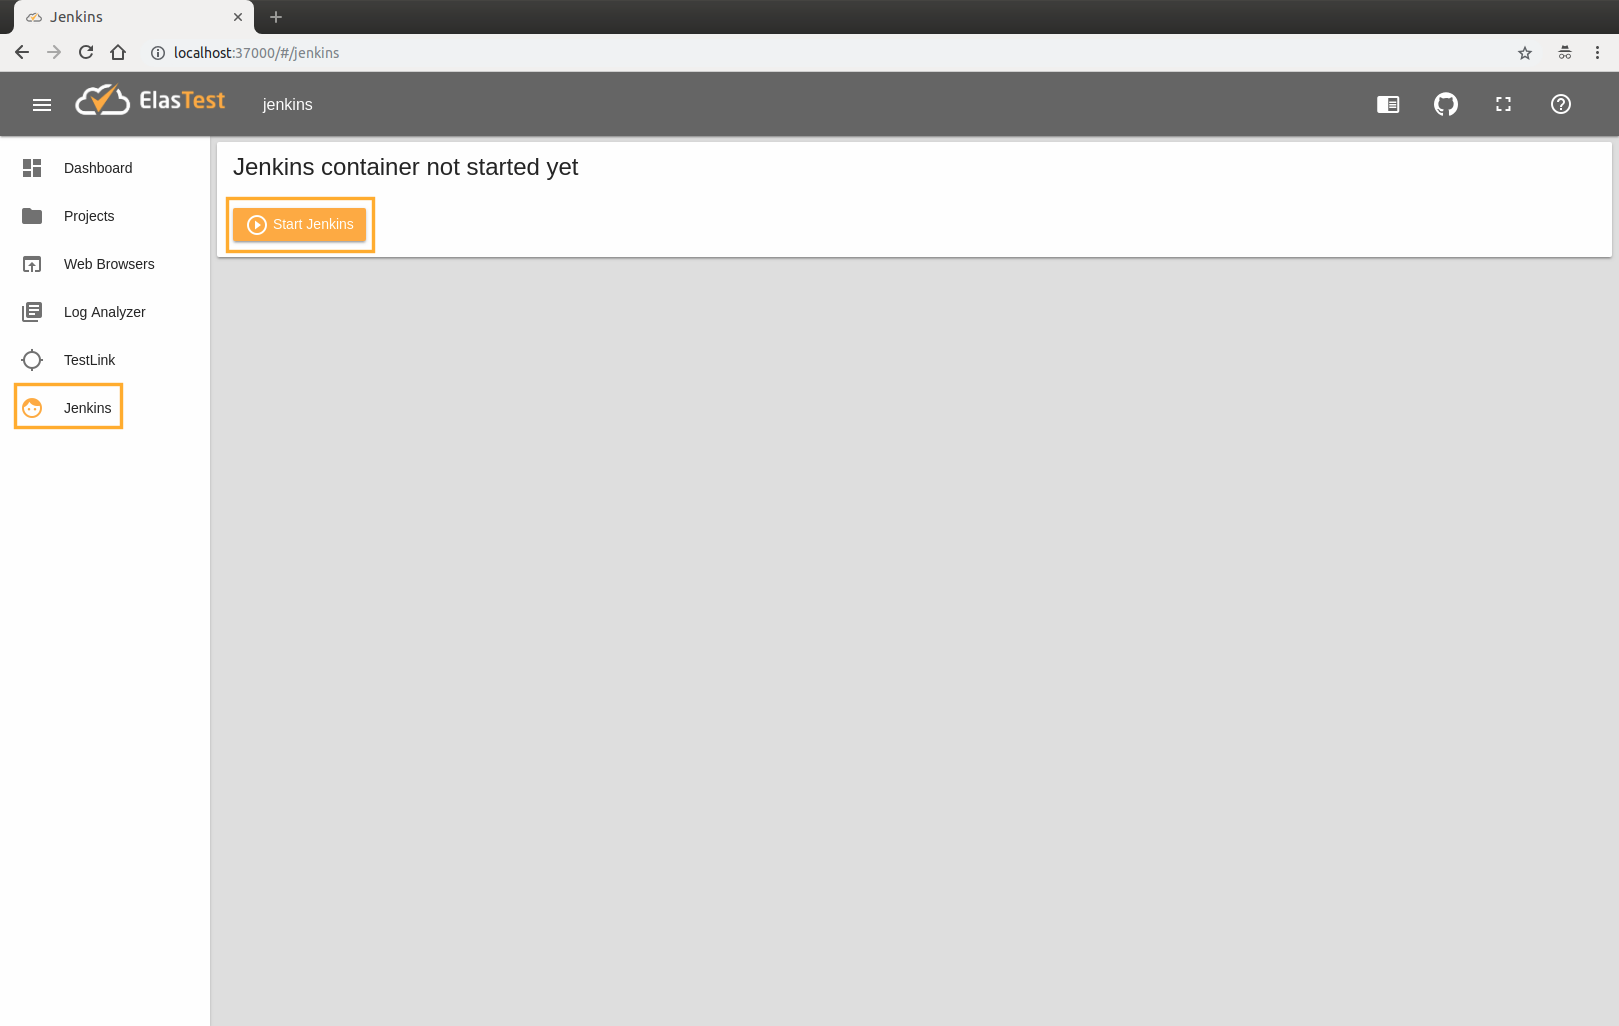 Jenkins
localhost:37000/#/jenkins
ElasTest
jenkins
Dashboard
Projects
Web Browsers
Log Analyzer
TestLink
Jenkins
Jenkins container not started yet
Start Jenkins